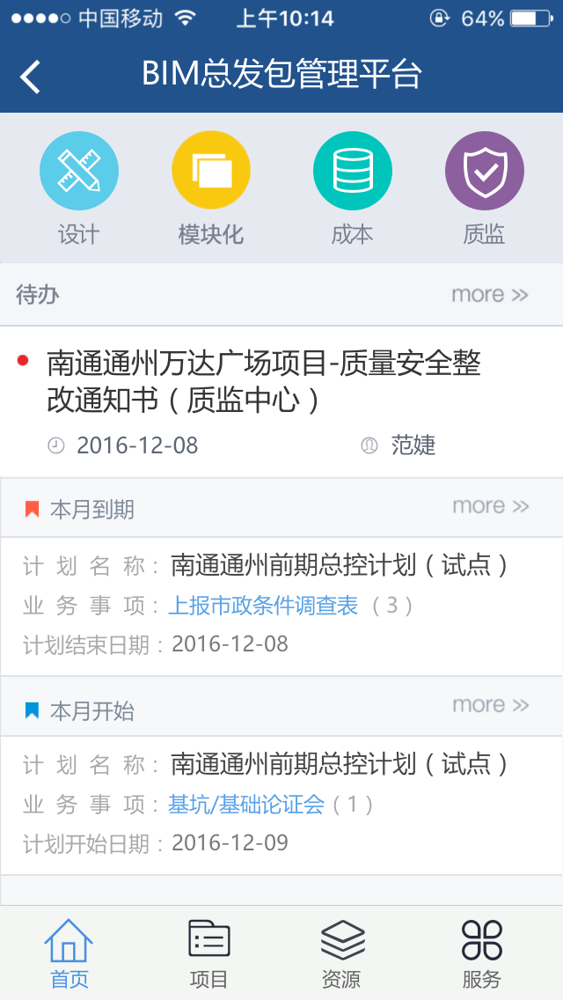 中国移动 上午10:14 64%
BIM总发包管理平台
设计 模块化 成本 质监
待办 more
南通通州万达广场项目-质量安全整
改通知书（质监中心）
2016-12-08 范婕
本月到期 more
计划名称：南通通州前期总控计划（试点）
业务事项：上报市政条件调查表（3）
计划结束日期：2016-12-08
本月开始 more
计划名称：南通通州前期总控计划（试点）
业务事项：基坑/基础论证会（1）
计划开始日期：2016-12-09
首页 项目 资源 服务